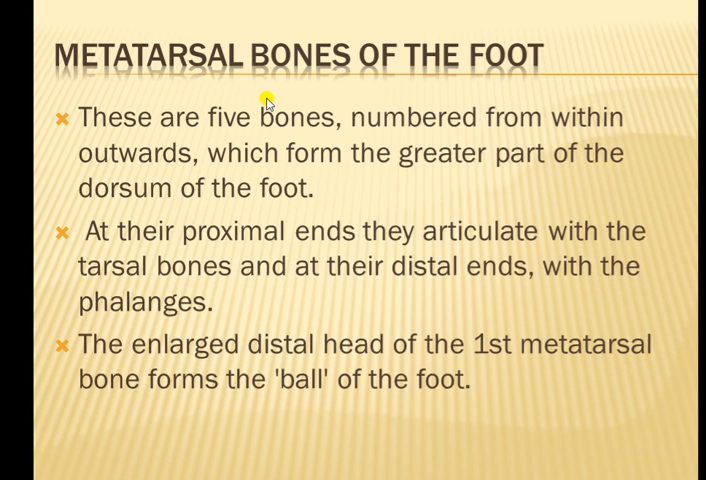 METATARSAL BONES OF THE FOOT
These are five bones, numbered from within
outwards, which form the greater part of the
dorsum of the foot.
At their proximal ends they articulate with the
tarsal bones and at their distal ends, with the
phalanges.
The enlarged distal head of the 1st metatarsal
bone forms the 'ball' of the foot.